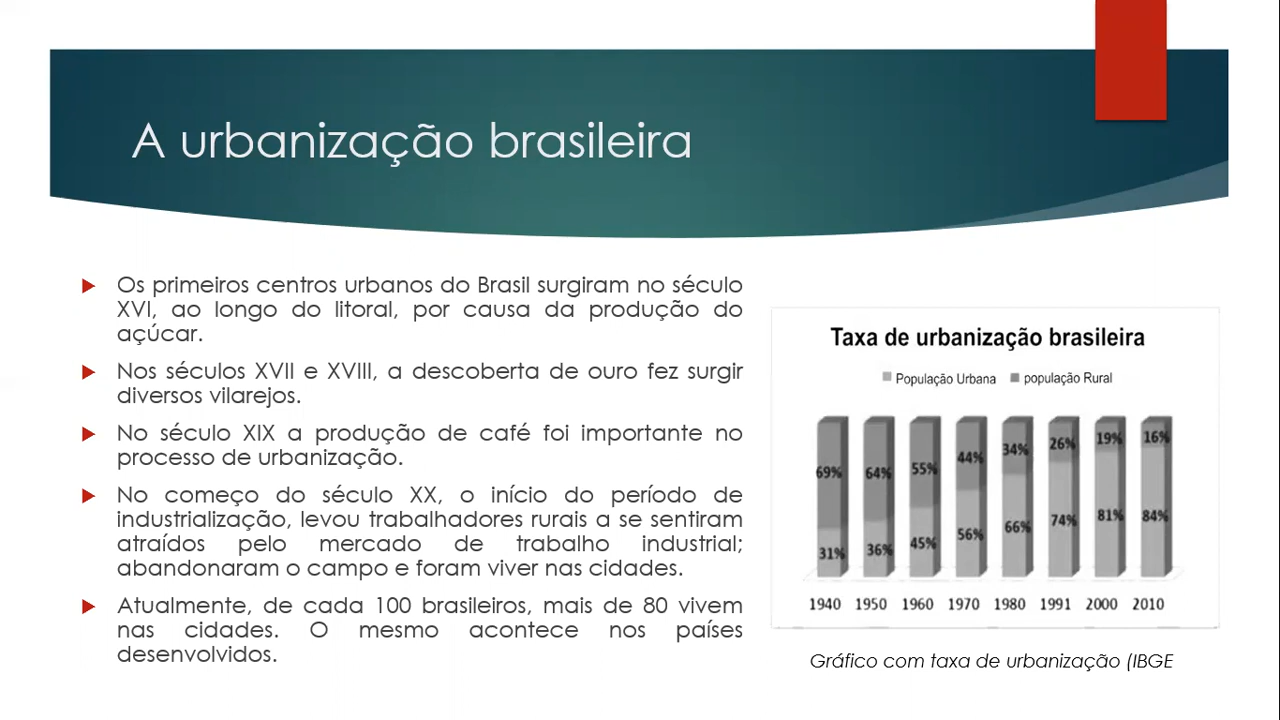 A urbanização brasileira
Os primeiros centros urbanos do Brasil surgiram no século
XVI, ao longo do litoral, por causa da produção do
açúcar.
Nos séculos XVII e XVIII, a descoberta de ouro fez surgir
diversos vilarejos.
No século XIX a produção de café foi importante no
processo de urbanização.
No começo do século XX, o início do período de
industrialização, levou trabalhadores rurais a se sentiram
atraídos pelo mercado de trabalho industrial;
abandonaram o campo e foram viver nas cidades.
Atualmente, de cada 100 brasileiros, mais de 80 vivem
nas cidades. O mesmo acontece nos países
desenvolvidos.
Taxa de urbanização brasileira
População Urbana população Rural
69% 64% 55% 44% 34% 26% 19% 16%
31% 36% 45% 56% 66% 74% 81% 84%
1940 1950 1960 1970 1980 1991 2000 2010
Gráfico com taxa de urbanização (IBGE